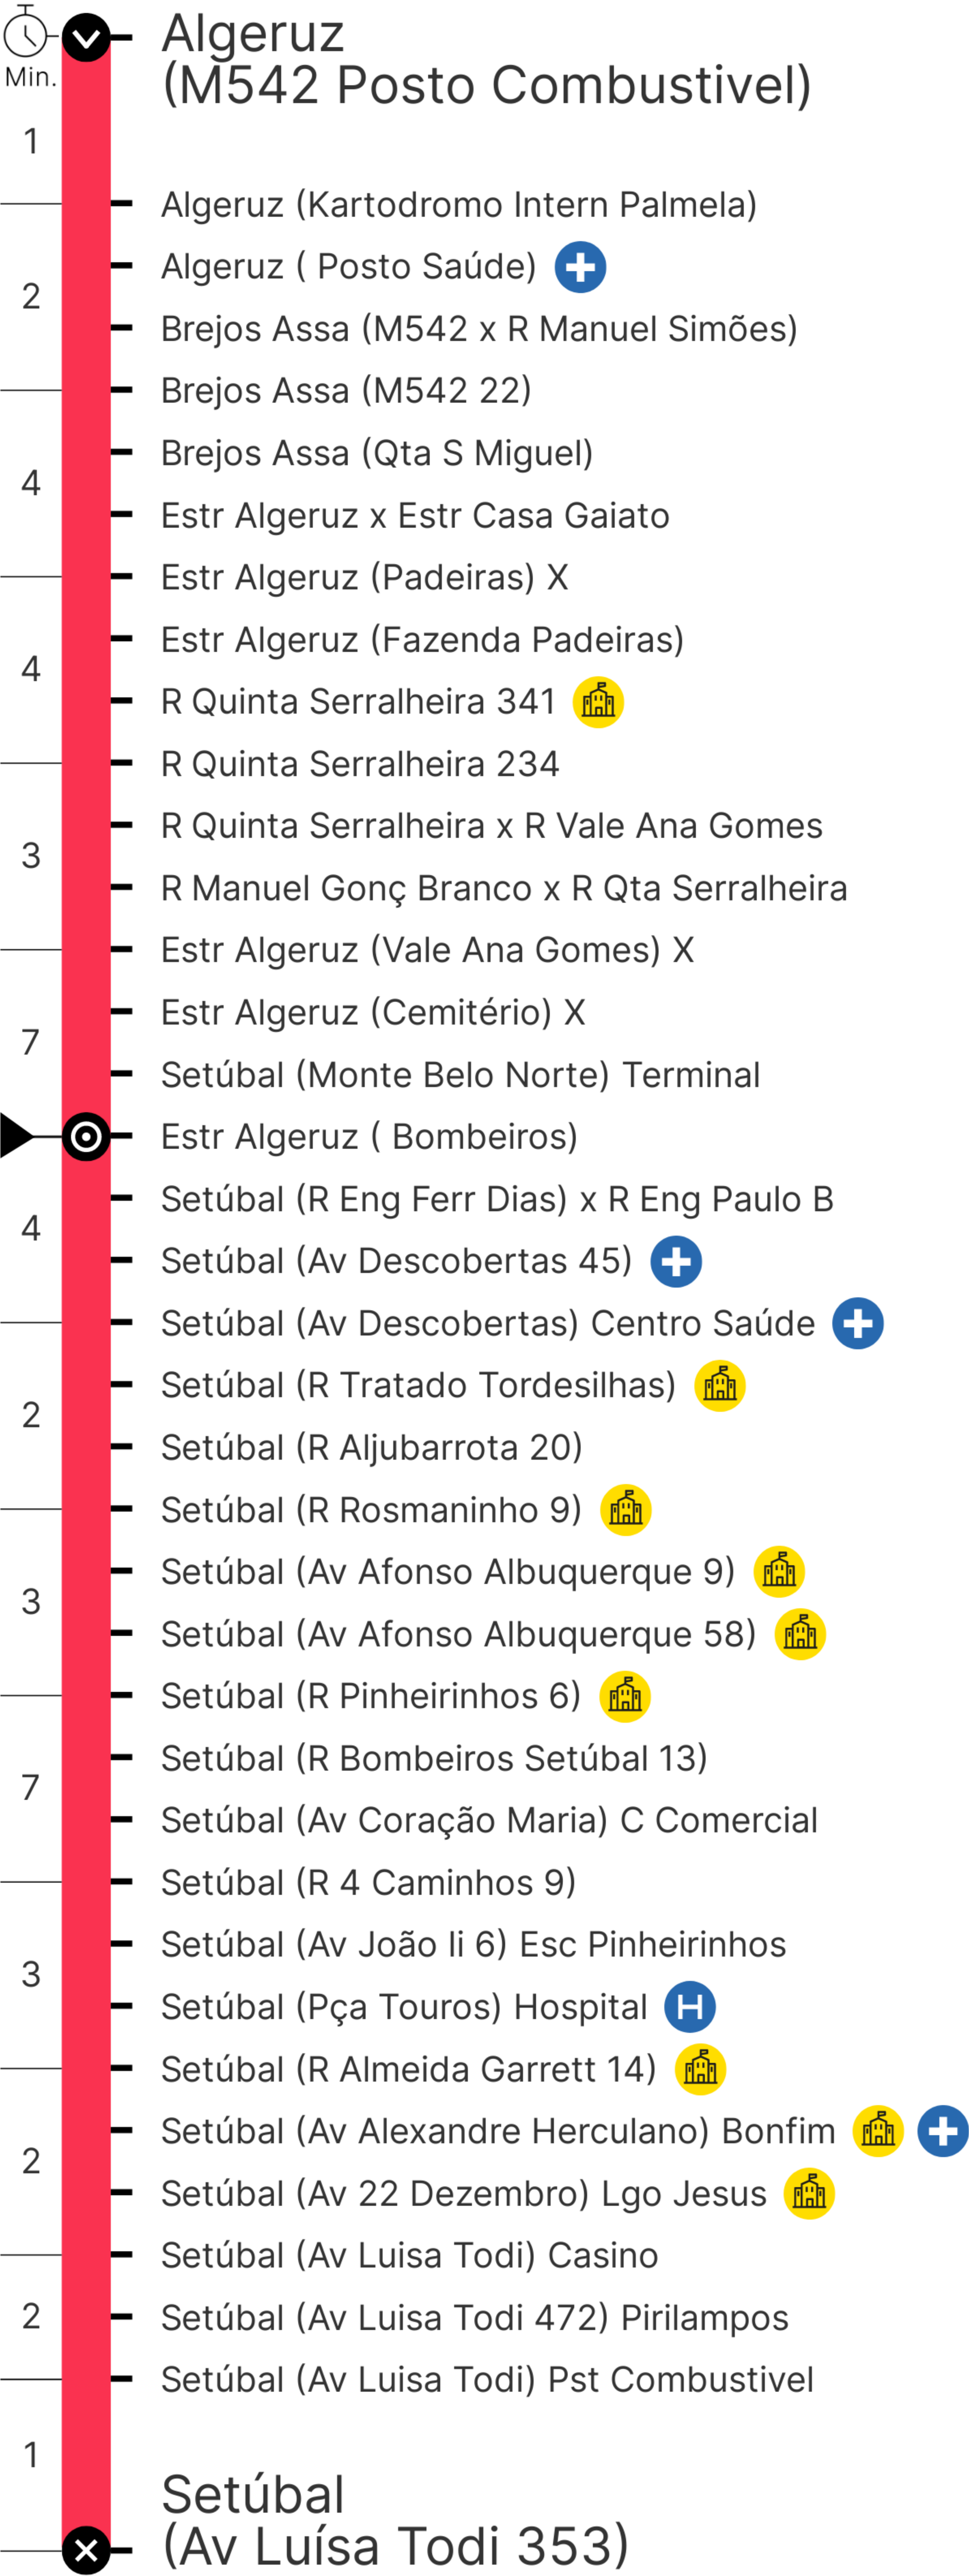 Algeruz
(M542 Posto Combustivel)
Min.
1
Algeruz (Kartodromo Intern Palmela)
Algeruz ( Posto Saúde)
2
Brejos Assa (M542 x R Manuel Simões)
Brejos Assa (M542 22)
Brejos Assa (Qta S Miguel)
4
Estr Algeruz x Estr Casa Gaiato
Estr Algeruz (Padeiras) X
Estr Algeruz (Fazenda Padeiras)
4
R Quinta Serralheira 341
R Quinta Serralheira 234
R Quinta Serralheira x R Vale Ana Gomes
3
R Manuel Gonç Branco x R Qta Serralheira
Estr Algeruz (Vale Ana Gomes) X
Estr Algeruz (Cemitério) X
7
Setúbal (Monte Belo Norte) Terminal
Estr Algeruz ( Bombeiros)
Setúbal (R Eng Ferr Dias) x R Eng Paulo B
4
Setúbal (Av Descobertas 45)
Setúbal (Av Descobertas) Centro Saúde
Setúbal (R Tratado Tordesilhas)
2
Setúbal (R Aljubarrota 20)
Setúbal (R Rosmaninho 9)
Setúbal (Av Afonso Albuquerque 9)
3
Setúbal (Av Afonso Albuquerque 58)
Setúbal (R Pinheirinhos 6)
Setúbal (R Bombeiros Setúbal 13)
7
Setúbal (Av Coração Maria) C Comercial
Setúbal (R 4 Caminhos 9)
Setúbal (Av João Ii 6) Esc Pinheirinhos
3
Setúbal (Pça Touros) Hospital H
Setúbal (R Almeida Garrett 14)
Setúbal (Av Alexandre Herculano) Bonfim
2
Setúbal (Av 22 Dezembro) Lgo Jesus
Setúbal (Av Luisa Todi) Casino
2
Setúbal (Av Luisa Todi 472) Pirilampos
Setúbal (Av Luisa Todi) Pst Combustivel
1
Setúbal
(Av Luísa Todi 353)